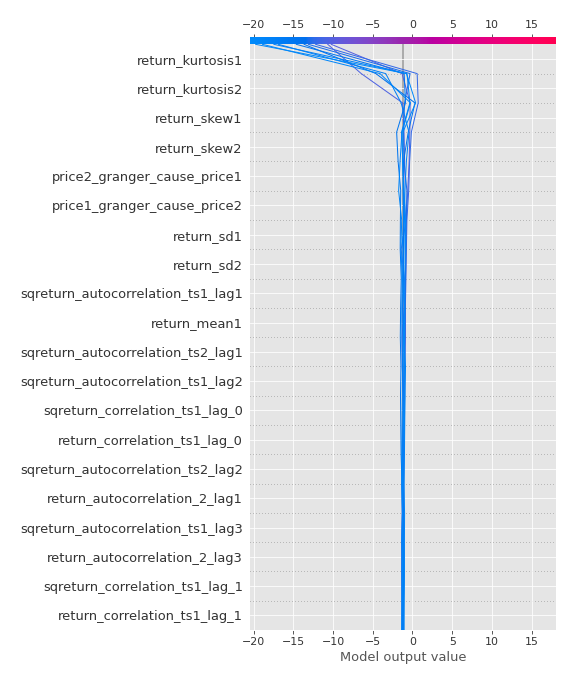 −20 −15 −10 −5 0 5 10 15
return_kurtosis1
return_kurtosis2
return_skew1
return_skew2
price2_granger_cause_price1
price1_granger_cause_price2
return_sd1
return_sd2
sqreturn_autocorrelation_ts1_lag1
return_mean1
sqreturn_autocorrelation_ts2_lag1
sqreturn_autocorrelation_ts1_lag2
sqreturn_correlation_ts1_lag_0
return_correlation_ts1_lag_0
sqreturn_autocorrelation_ts2_lag2
return_autocorrelation_2_lag1
sqreturn_autocorrelation_ts1_lag3
return_autocorrelation_2_lag3
sqreturn_correlation_ts1_lag_1
return_correlation_ts1_lag_1
−20 −15 −10 −5 0 5 10 15
Model output value